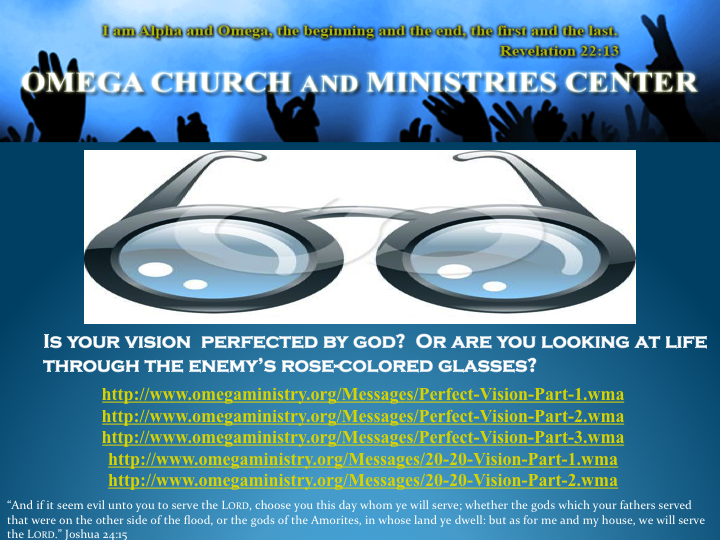 I am Alpha and Omega, the beginning and the end, the first and the last.
Revelation 22:13
OMEGA CHURCH AND MINISTRIES CENTER
IS YOUR VISION PERFECTED BY GOD? OR ARE YOU LOOKING AT LIFE
THROUGH THE ENEMY'S ROSE-COLORED GLASSES?
http://www.omegaministry.org/Messages/Perfect-Vision-Part-1.wma
http://www.omegaministry.org/Messages/Perfect-Vision-Part-2.wma
http://www.omegaministry.org/Messages/Perfect-Vision-Part-3.wma
http://www.omegaministry.org/Messages/20-20-Vision-Part-1.wma
http://www.omegaministry.org/Messages/20-20-Vision-Part-2.wma
“And if it seem evil unto you to serve the LORD, choose you this day whom ye will serve; whether the gods which your fathers served
that were on the other side of the flood, or the gods of the Amorites, in whose land ye dwell: but as for me and my house, we will serve
the LORD.” Joshua 24:15